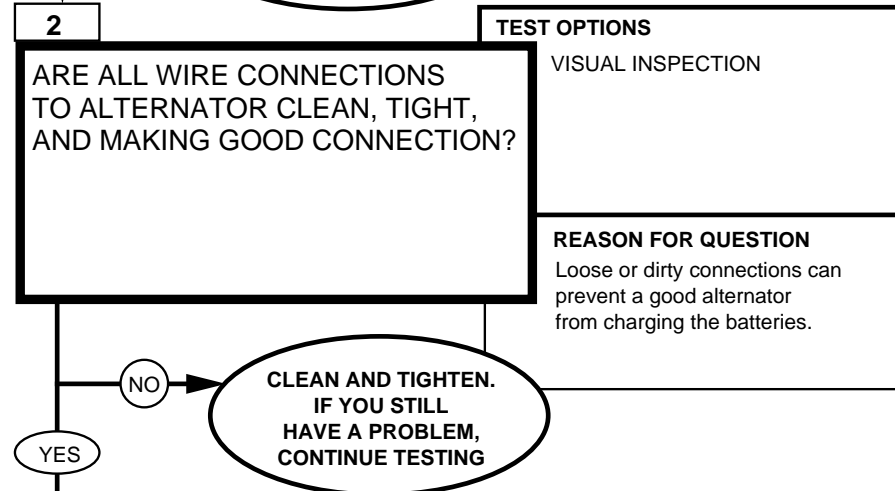 2
ARE ALL WIRE CONNECTIONS
TO ALTERNATOR CLEAN, TIGHT,
AND MAKING GOOD CONNECTION?
TEST OPTIONS
VISUAL INSPECTION
REASON FOR QUESTION
Loose or dirty connections can
prevent a good alternator
from charging the batteries.
NO
CLEAN AND TIGHTEN.
IF YOU STILL
HAVE A PROBLEM,
CONTINUE TESTING
YES